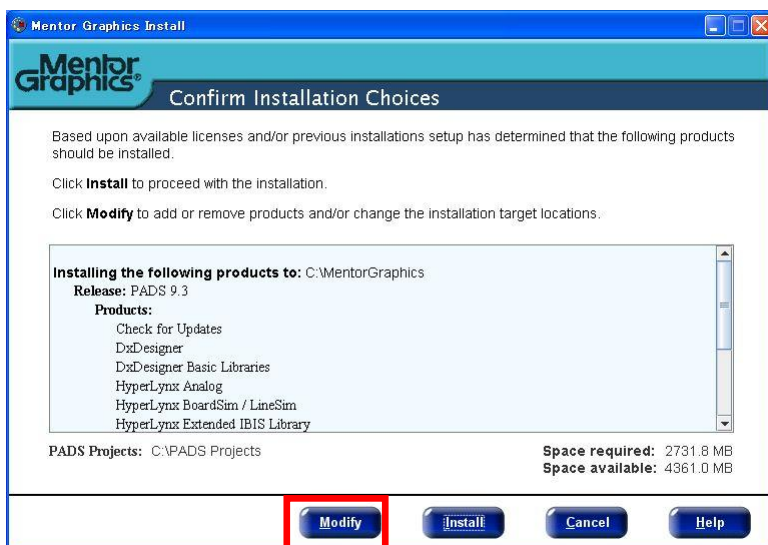 Mentor Graphics Install
Mentor
Graphics®
Confirm Installation Choices
Based upon available licenses and/or previous installations setup has determined that the following products
should be installed.
Click Install to proceed with the installation.
Click Modify to add or remove products and/or change the installation target locations.
Installing the following products to: C:\MentorGraphics
Release: PADS 9.3
Products:
Check for Updates
DxDesigner
DxDesigner Basic Libraries
HyperLynx Analog
HyperLynx BoardSim / LineSim
HyperLynx Extended IBIS Library
PADS Projects: C:\PADS Projects
Space required: 2731.8 MB
Space available: 4361.0 MB
Modify Install Cancel Help